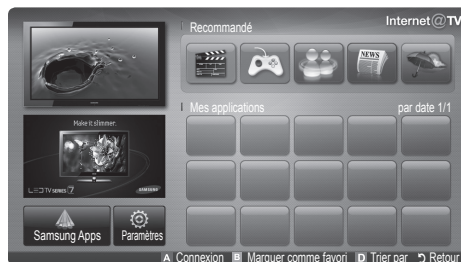 Internet@TV
Recommandé
NEWS
Mes applications par date 1/1
Make it slimmer.
LED TV SERIES 7 SAMSUNG
Samsung Apps Paramètres
A Connexion B Marquer comme favori D Trier par Retour